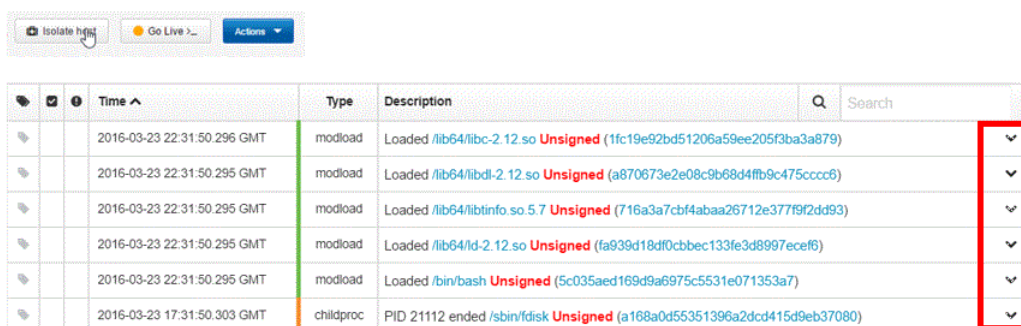 Isolate host Go Live >_ Actions
Time Type Description Search
2016-03-23 22:31:50.296 GMT modload Loaded /lib64/libc-2.12.so Unsigned (1fc19e92bd51206a59ee205f3ba3a879)
2016-03-23 22:31:50.295 GMT modload Loaded /lib64/libdl-2.12.so Unsigned (a870673e2e08c9b68d4ffb9c475cccc6)
2016-03-23 22:31:50.295 GMT modload Loaded /lib64/libtinfo.so.5.7 Unsigned (716a3a7cbf4abaa26712e377f9f2dd93)
2016-03-23 22:31:50.295 GMT modload Loaded /lib64/ld-2.12.so Unsigned (fa939d18df0cbbec133fe3d8997ecef6)
2016-03-23 22:31:50.295 GMT modload Loaded /bin/bash Unsigned (5c035aed169d9a6975c5531e071353a7)
2016-03-23 17:31:50.303 GMT childproc PID 21112 ended /sbin/fdisk Unsigned (a168a0d55351396a2dcd415d9eb37080)